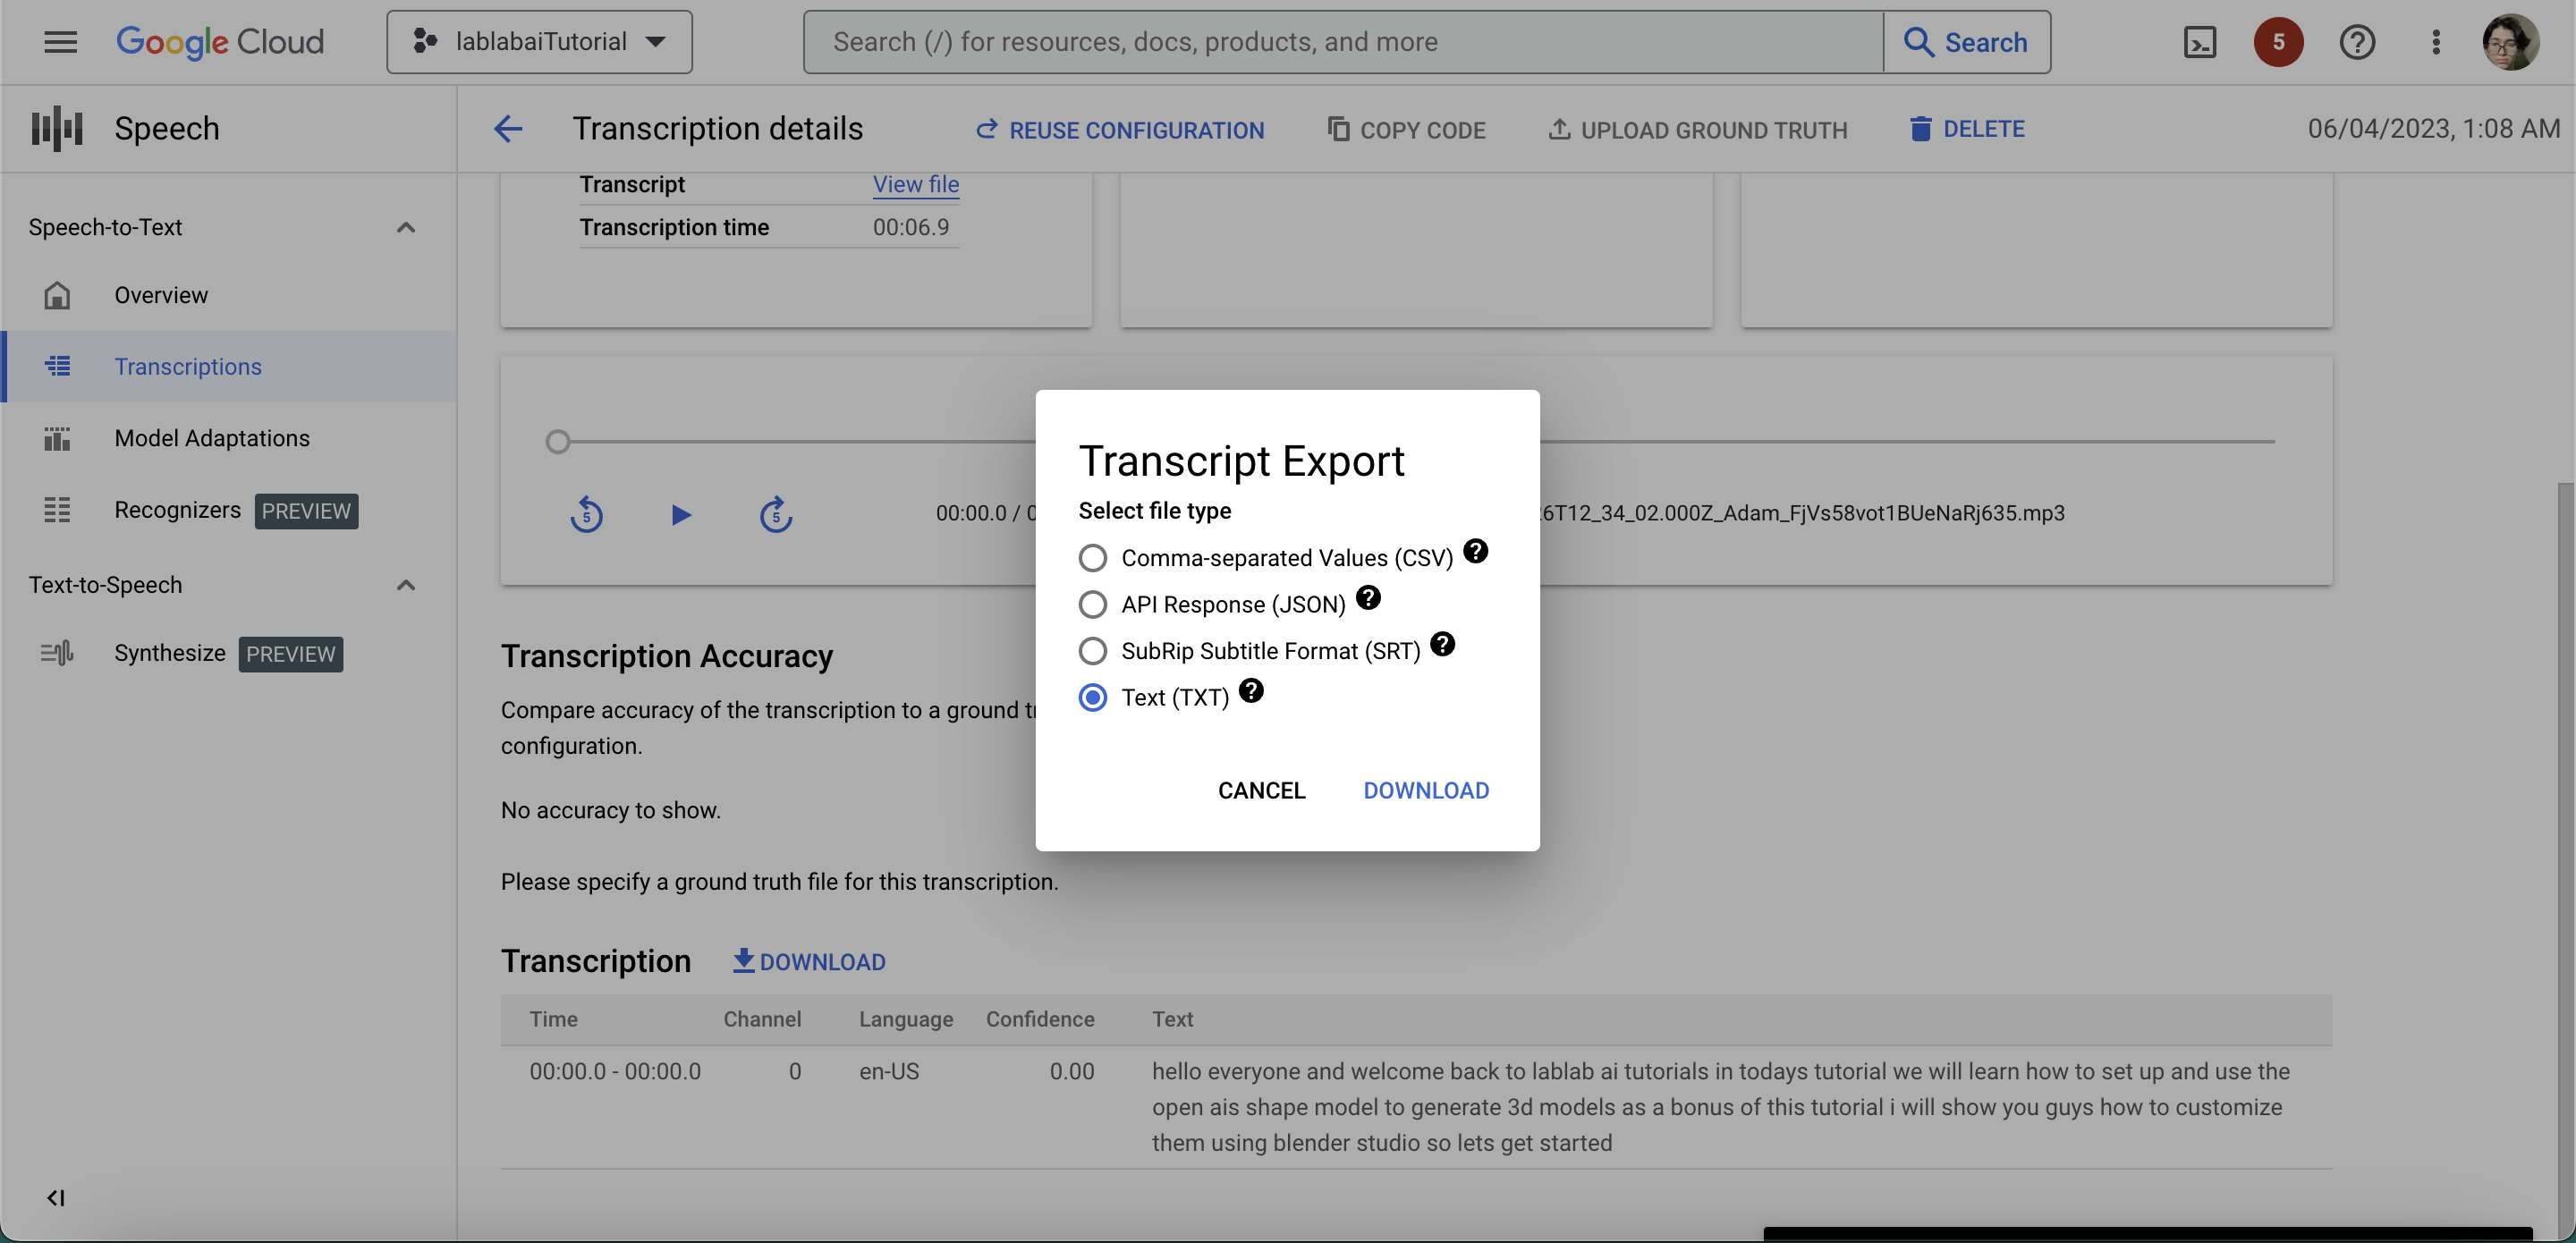 Google Cloud
lablabaiTutorial
Search (/) for resources, docs, products, and more
Search
5
Speech
Transcription details
REUSE CONFIGURATION
COPY CODE
UPLOAD GROUND TRUTH
DELETE
06/04/2023, 1:08 AM
Speech-to-Text
Overview
Transcriptions
Model Adaptations
Recognizers PREVIEW
Text-to-Speech
Synthesize PREVIEW
Transcript View file
Transcription time 00:06.9
5
5
00:00.0 / 0
6T12_34_02.000Z_Adam_FjVs58vot1BUeNaRj635.mp3
Transcript Export
Select file type
Comma-separated Values (CSV) ?
API Response (JSON) ?
SubRip Subtitle Format (SRT) ?
Text (TXT) ?
CANCEL
DOWNLOAD
Transcription Accuracy
Compare accuracy of the transcription to a ground
configuration.
No accuracy to show.
Please specify a ground truth file for this transcription.
Transcription
DOWNLOAD
Time Channel Language Confidence Text
00:00.0 - 00:00.0 0 en-US 0.00 hello everyone and welcome back to lablab ai tutorials in todays tutorial we will learn how to set up and use the
open ais shape model to generate 3d models as a bonus of this tutorial i will show you guys how to customize
them using blender studio so lets get started